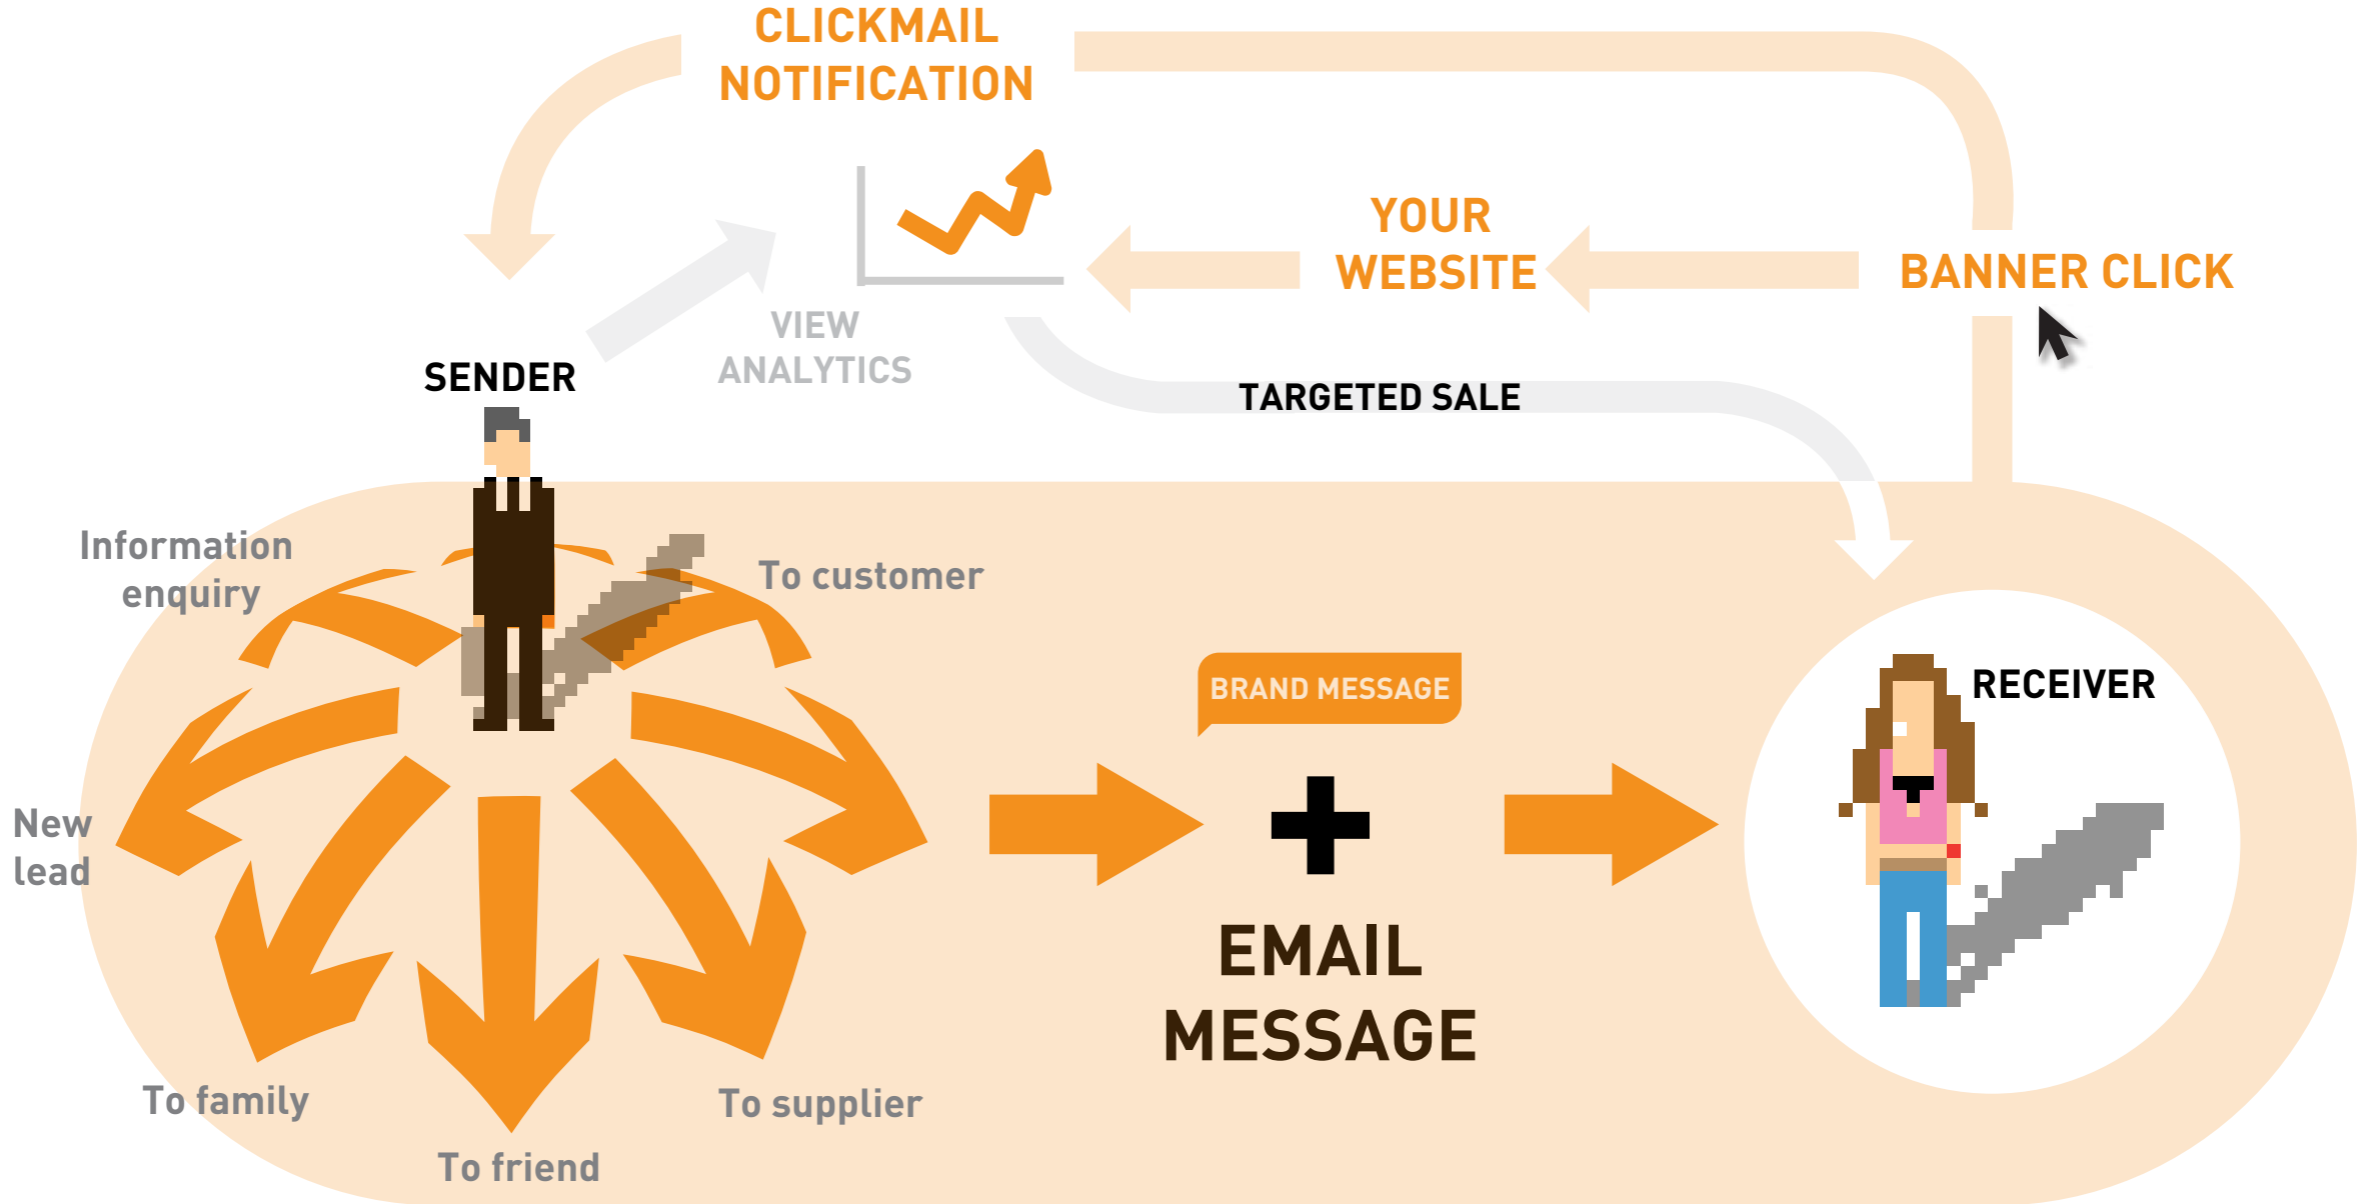 CLICKMAIL
NOTIFICATION
YOUR
WEBSITE
BANNER CLICK
VIEW
ANALYTICS
SENDER
TARGETED SALE
Information
enquiry
To customer
BRAND MESSAGE
RECEIVER
New
lead
EMAIL
MESSAGE
To family
To supplier
To friend